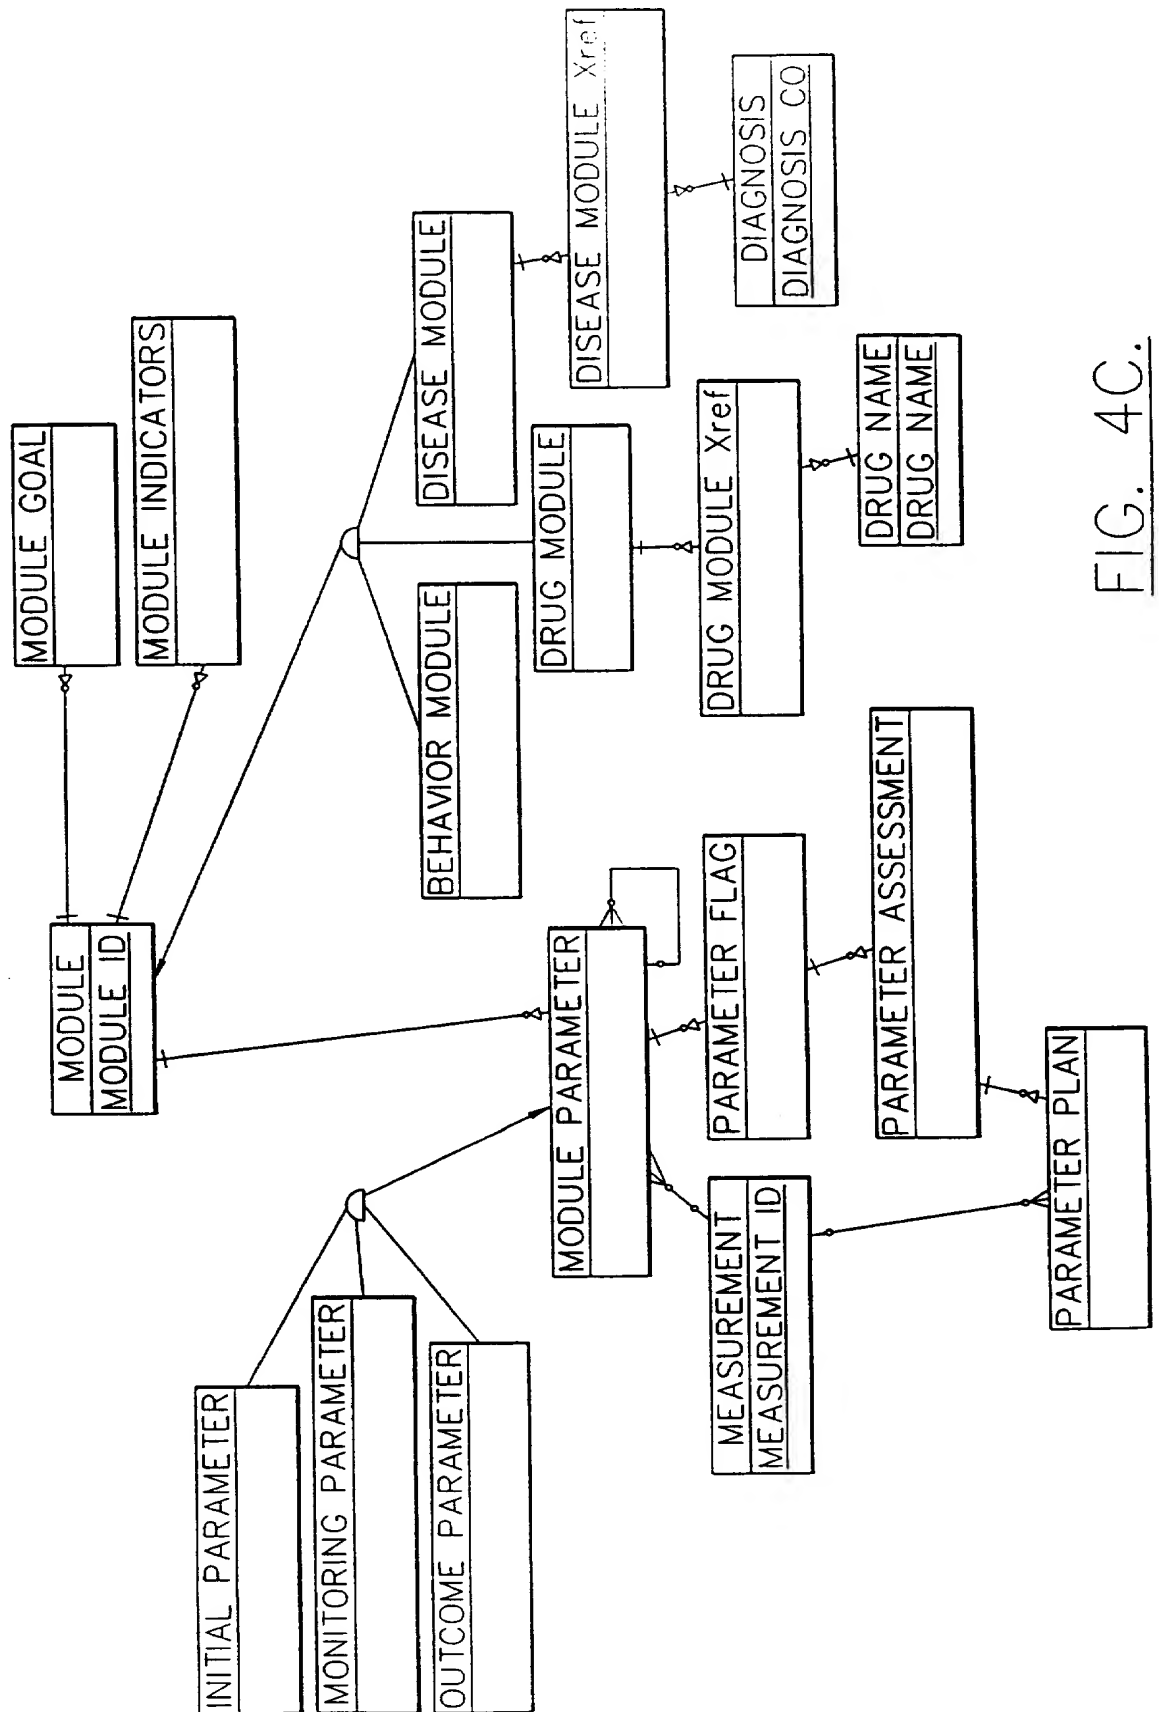 MODULE GOAL
MODULE INDICATORS
MODULE
MODULE ID
INITIAL PARAMETER
MONITORING PARAMETER
OUTCOME PARAMETER
BEHAVIOR MODULE
DISEASE MODULE
DRUG MODULE
DISEASE MODULE Xref
MODULE PARAMETER
DRUG MODULE Xref
DIAGNOSIS
DIAGNOSIS CO
MEASUREMENT
MEASUREMENT ID
PARAMETER FLAG
DRUG NAME
DRUG NAME
PARAMETER ASSESSMENT
PARAMETER PLAN
FIG. 4C.